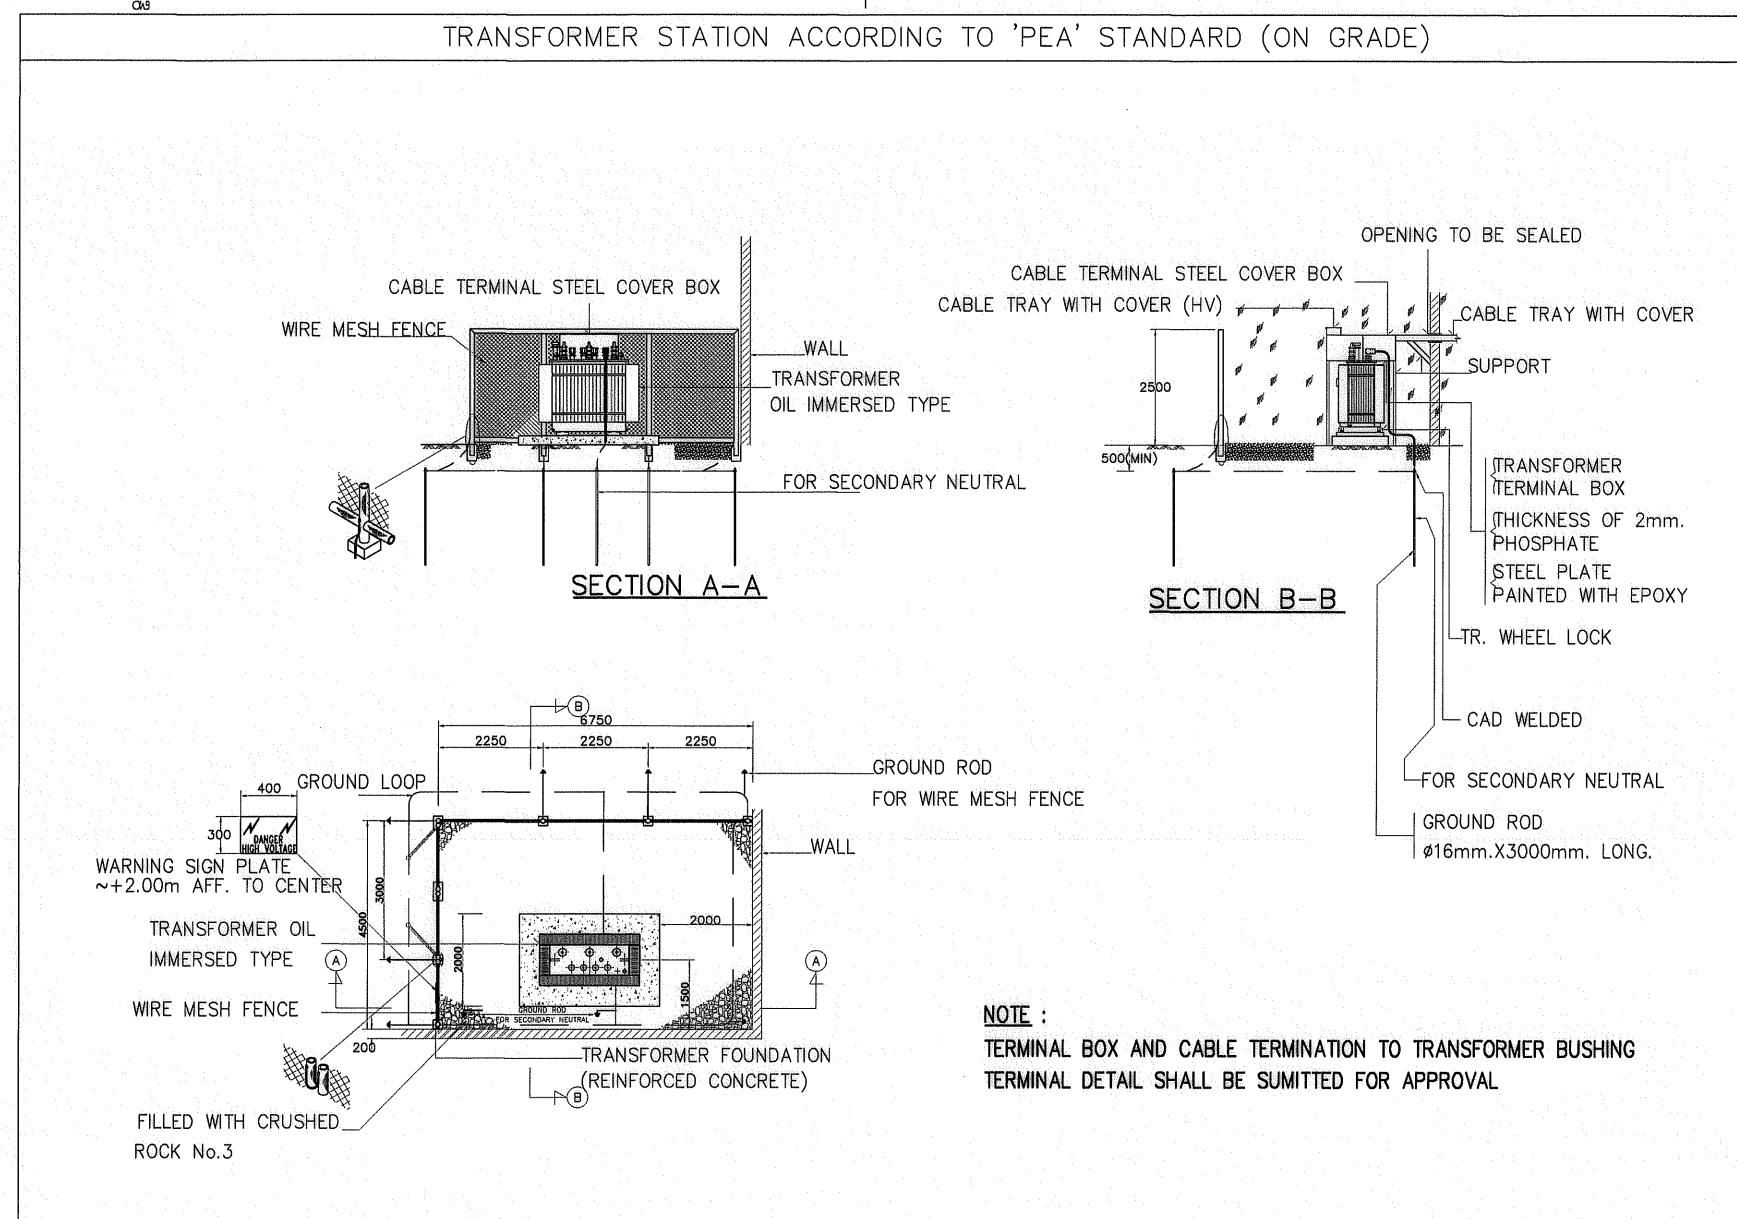 TRANSFORMER STATION ACCORDING TO 'PEA' STANDARD (ON GRADE)
CABLE TERMINAL STEEL COVER BOX
WIRE MESH FENCE
WALL
TRANSFORMER
OIL IMMERSED TYPE
FOR SECONDARY NEUTRAL
SECTION A-A
OPENING TO BE SEALED
CABLE TERMINAL STEEL COVER BOX
CABLE TRAY WITH COVER (HV)
CABLE TRAY WITH COVER
SUPPORT
2500
500(MIN)
TRANSFORMER
TERMINAL BOX
THICKNESS OF 2mm.
PHOSPHATE
STEEL PLATE
PAINTED WITH EPOXY
SECTION B-B
TR. WHEEL LOCK
CAD WELDED
FOR SECONDARY NEUTRAL
GROUND ROD
ø16mm.X3000mm. LONG.
B
6750
2250 2250 2250
GROUND LOOP
GROUND ROD
FOR WIRE MESH FENCE
400
300
DANGER
HIGH VOLTAGE
WARNING SIGN PLATE
~+2.00m AFF. TO CENTER
WALL
3000
4500
2000
2000
1500
TRANSFORMER OIL
IMMERSED TYPE
A
A
WIRE MESH FENCE
GROUND ROD
FOR SECONDARY NEUTRAL
200
TRANSFORMER FOUNDATION
(REINFORCED CONCRETE)
B
FILLED WITH CRUSHED
ROCK No.3
NOTE :
TERMINAL BOX AND CABLE TERMINATION TO TRANSFORMER BUSHING
TERMINAL DETAIL SHALL BE SUMITTED FOR APPROVAL